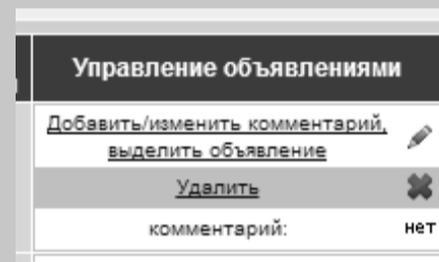 Управление объявлениями
Добавить/изменить комментарий,
выделить объявление
Удалить
комментарий: нет